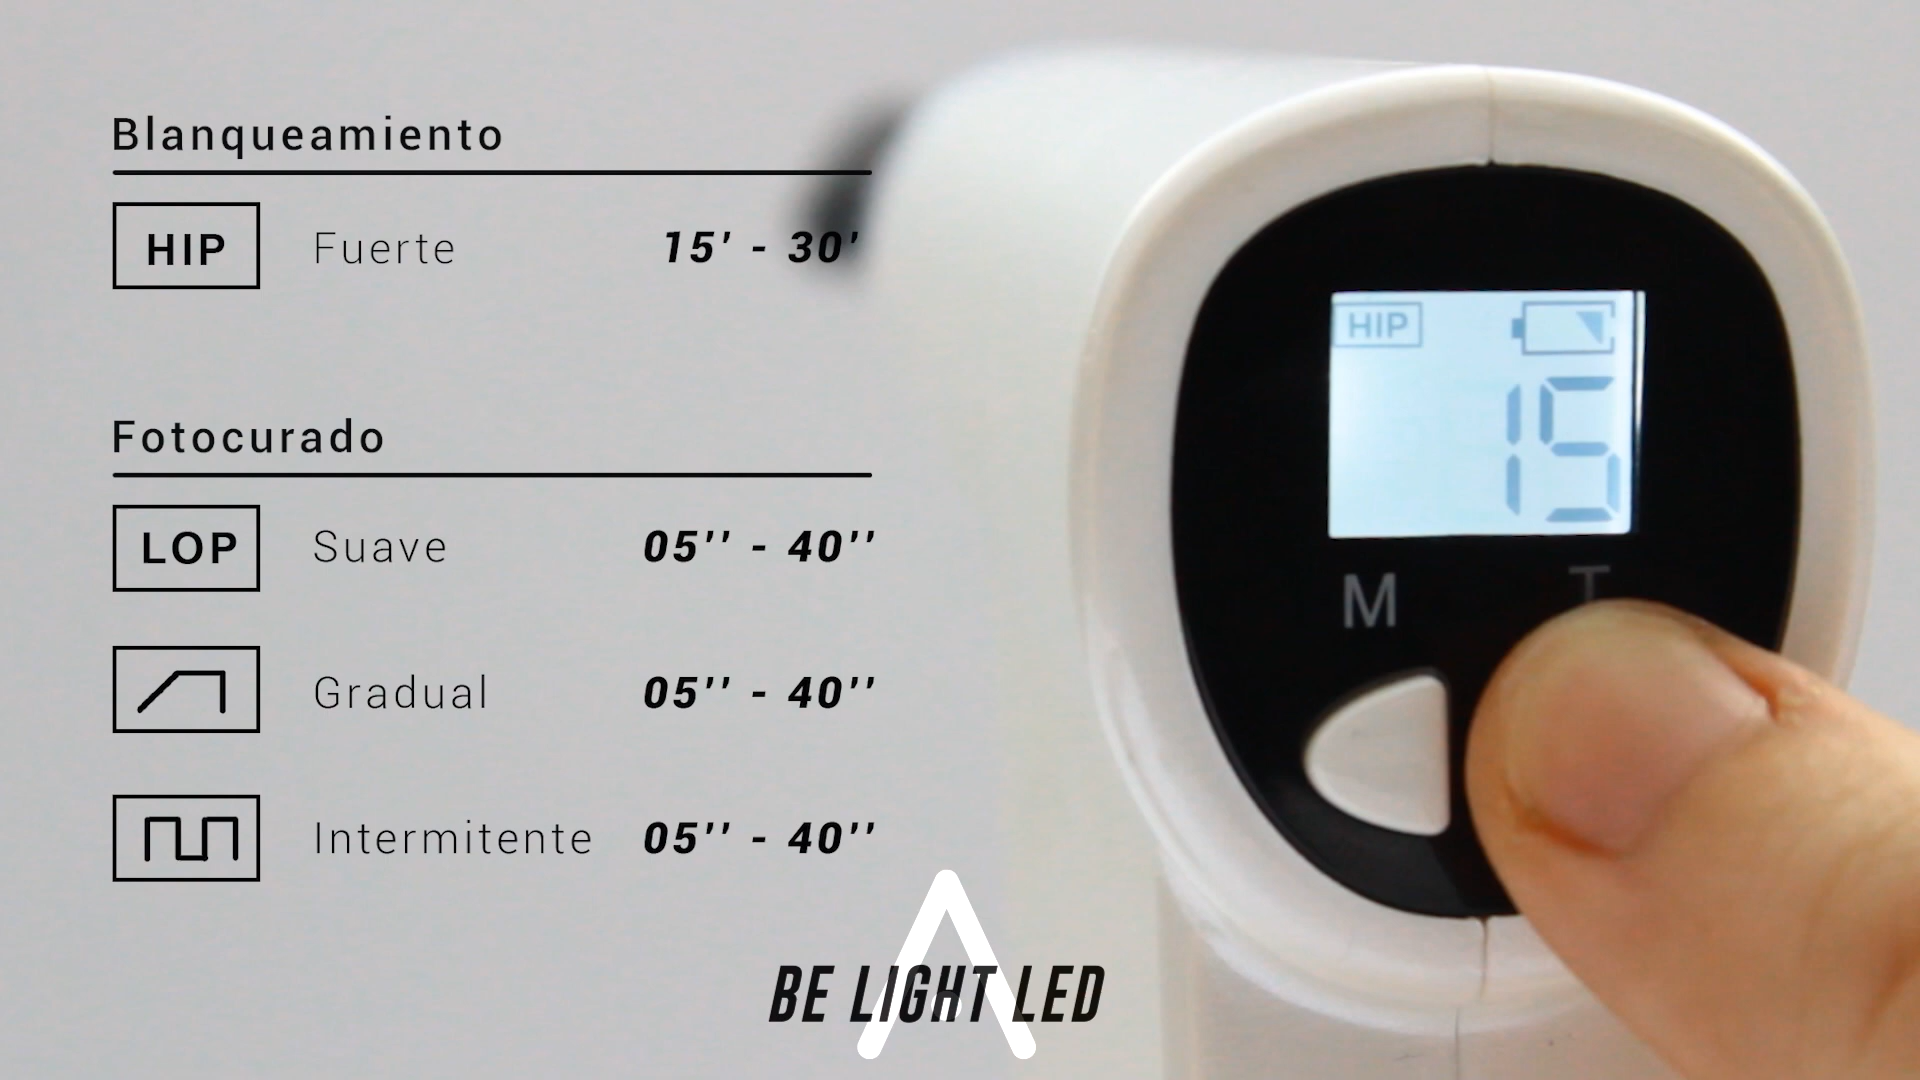 Blanqueamiento
HIP Fuerte 15' - 30'
Fotocurado
LOP Suave 05'' - 40''
Gradual 05'' - 40''
Intermitente 05'' - 40''
HIP
15
M T
BE LIGHT LED